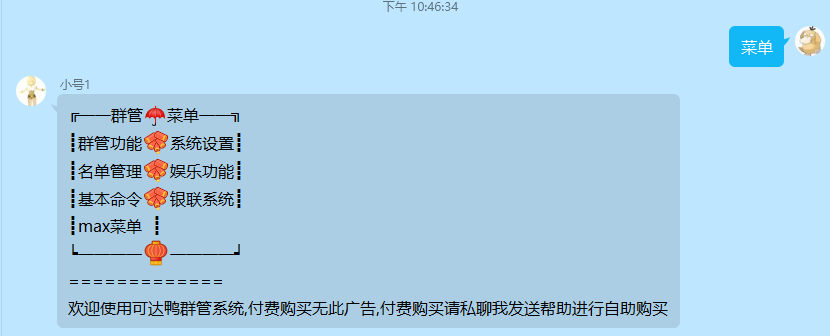 下午 10:46:34
菜单
小号1
╔——群管☂菜单——╗
┋群管功能🧧系统设置┋
┋名单管理🧧娱乐功能┋
┋基本命令🧧银联系统┋
┋max菜单 ┋
┗————🏮————┛
=============
欢迎使用可达鸭群管系统,付费购买无此广告,付费购买请私聊我发送帮助进行自助购买